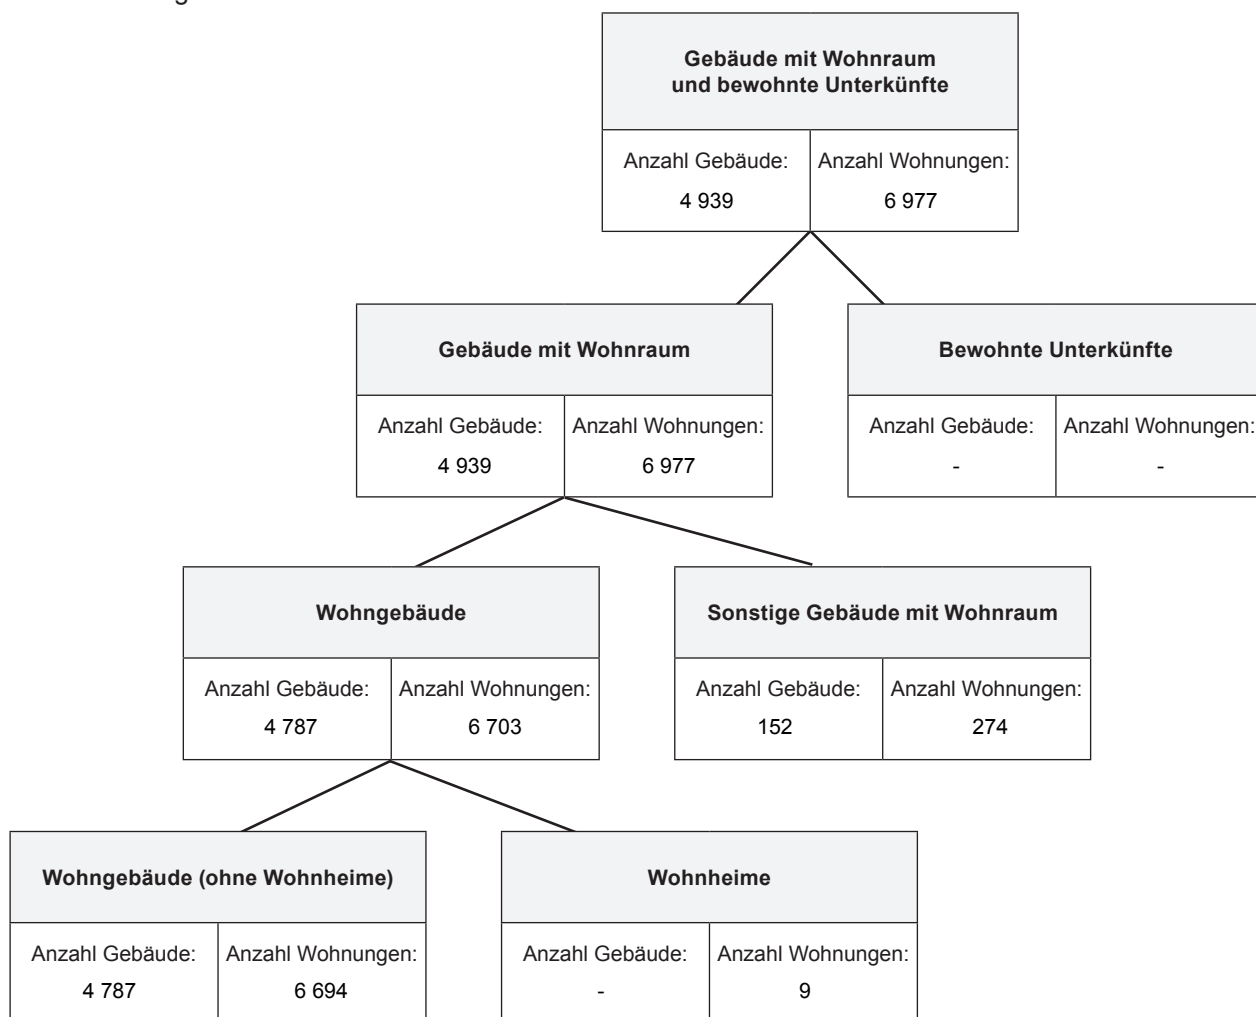 Gebäude mit Wohnraum
und bewohnte Unterkünfte
Anzahl Gebäude: Anzahl Wohnungen:
4 939 6 977
Gebäude mit Wohnraum Bewohnte Unterkünfte
Anzahl Gebäude: Anzahl Wohnungen: Anzahl Gebäude: Anzahl Wohnungen:
4 939 6 977 - -
Wohngebäude Sonstige Gebäude mit Wohnraum
Anzahl Gebäude: Anzahl Wohnungen: Anzahl Gebäude: Anzahl Wohnungen:
4 787 6 703 152 274
Wohngebäude (ohne Wohnheime) Wohnheime
Anzahl Gebäude: Anzahl Wohnungen: Anzahl Gebäude: Anzahl Wohnungen:
4 787 6 694 - 9